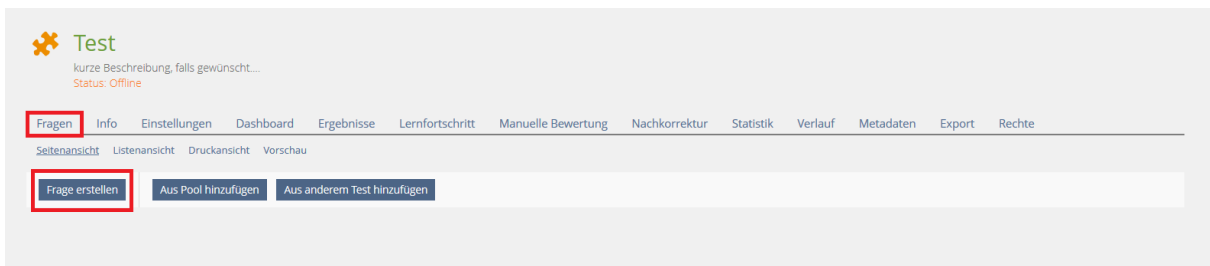 Test
kurze Beschreibung, falls gewünscht....
Status: Offline
Fragen Info Einstellungen Dashboard Ergebnisse Lernfortschritt Manuelle Bewertung Nachkorrektur Statistik Verlauf Metadaten Export Rechte
Seitenansicht Listenansicht Druckansicht Vorschau
Frage erstellen Aus Pool hinzufügen Aus anderem Test hinzufügen